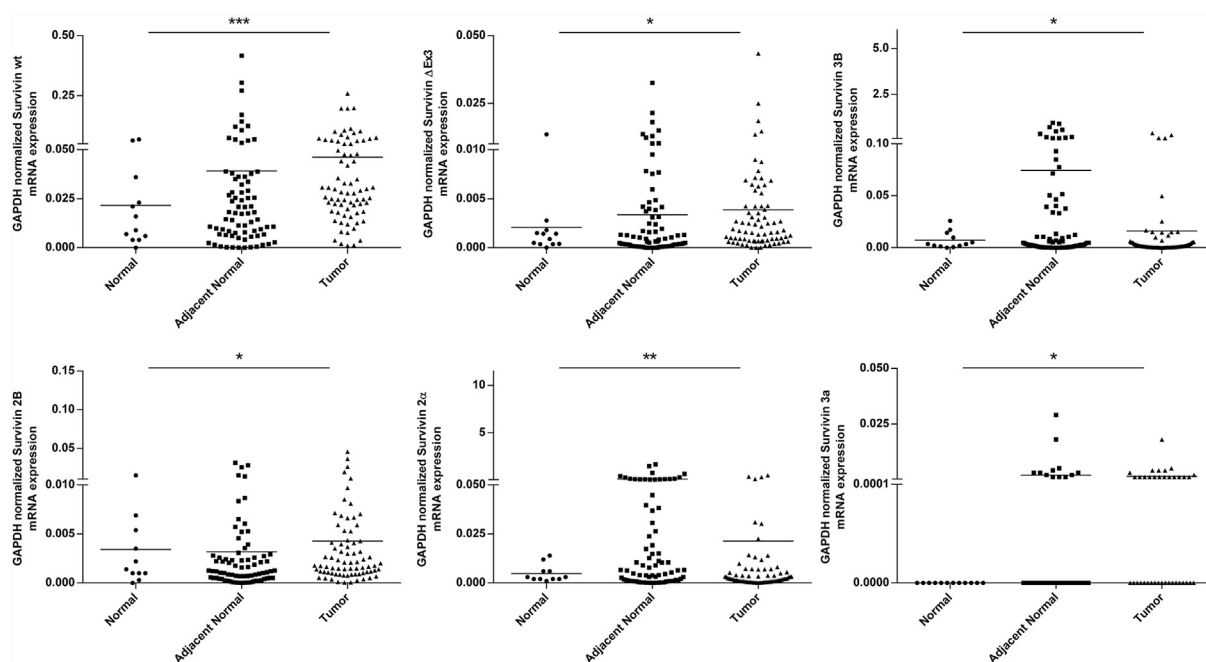 ***
GAPDH normalized Survivin wt
mRNA expression
0.50
0.25
0.050
0.025
0.000
Normal
Adjacent Normal
Tumor
*
GAPDH normalized Survivin ΔEx3
mRNA expression
0.050
0.025
0.010
0.005
0.000
Normal
Adjacent Normal
Tumor
*
GAPDH normalized Survivin 3B
mRNA expression
5.0
2.5
0.10
0.05
0.00
Normal
Adjacent Normal
Tumor
*
GAPDH normalized Survivin 2B
mRNA expression
0.15
0.10
0.05
0.010
0.005
0.000
Normal
Adjacent Normal
Tumor
**
GAPDH normalized Survivin 2α
mRNA expression
10
5
0.050
0.025
0.000
Normal
Adjacent Normal
Tumor
*
GAPDH normalized Survivin 3a
mRNA expression
0.050
0.025
0.0001
0.0000
Normal
Adjacent Normal
Tumor